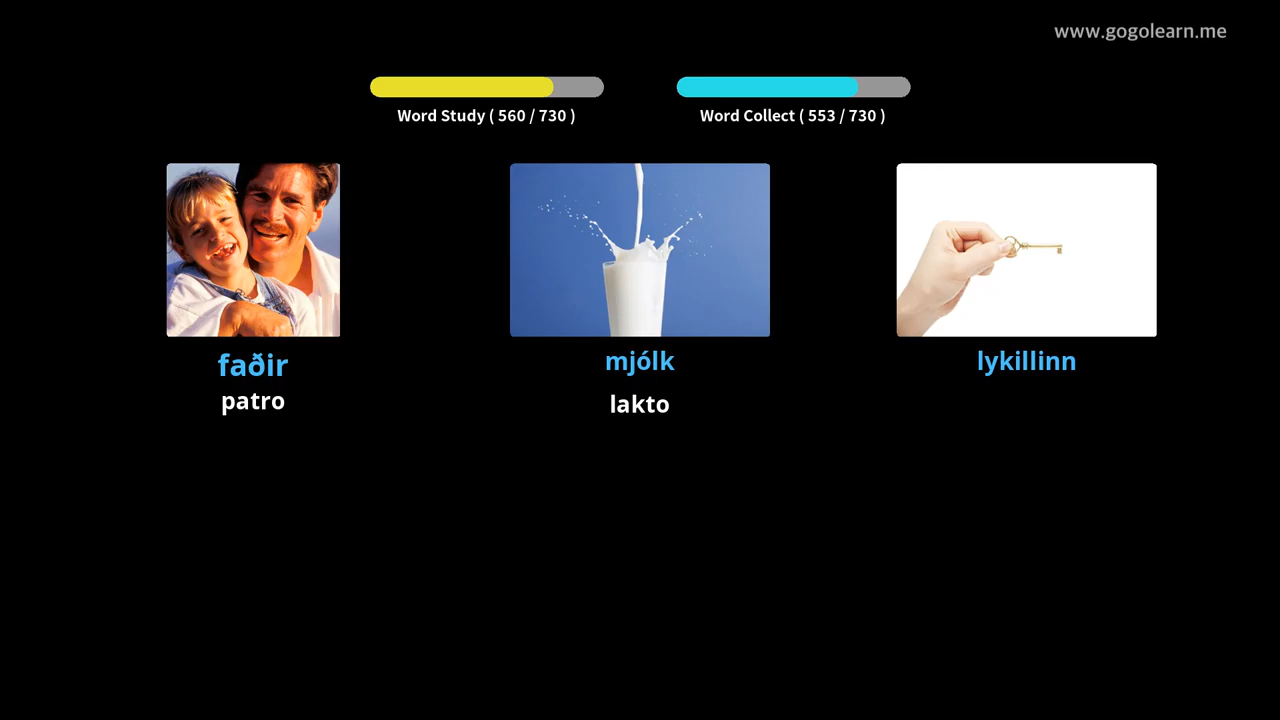 www.gogolearn.me
Word Study ( 560 / 730 )
Word Collect ( 553 / 730 )
faðir
patro
mjólk
lakto
lykillinn